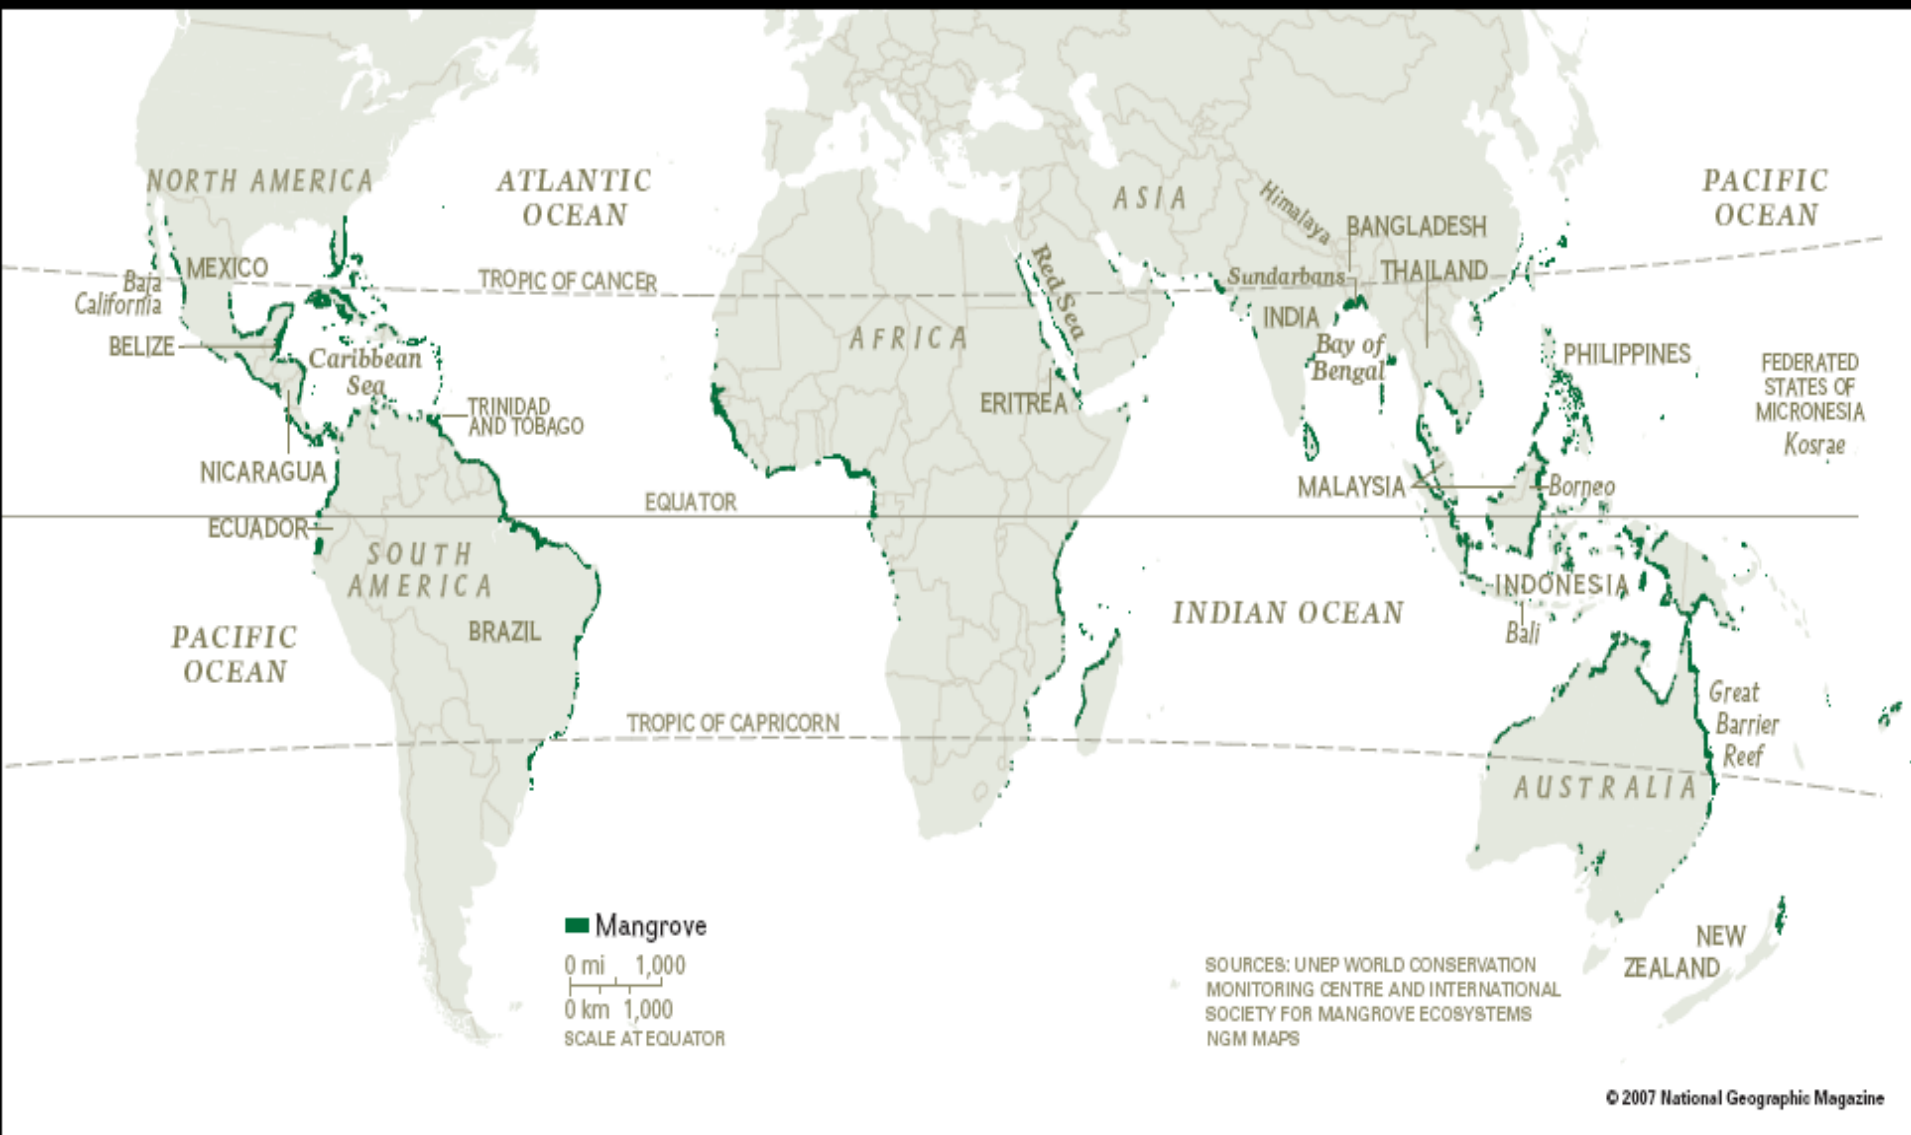 NORTH AMERICA
ATLANTIC
OCEAN
ASIA
Himalaya
BANGLADESH
PACIFIC
OCEAN
MEXICO
Baja
California
TROPIC OF CANCER
Red Sea
Sundarbans
THAILAND
INDIA
BELIZE
Caribbean
Sea
AFRICA
Bay of
Bengal
PHILIPPINES
FEDERATED
STATES OF
MICRONESIA
Kosrae
TRINIDAD
AND TOBAGO
ERITREA
NICARAGUA
MALAYSIA
Borneo
EQUATOR
ECUADOR
SOUTH
AMERICA
INDONESIA
INDIAN OCEAN
BRAZIL
Bali
PACIFIC
OCEAN
Great
Barrier
Reef
TROPIC OF CAPRICORN
AUSTRALIA
Mangrove
0 mi 1,000
0 km 1,000
SCALE AT EQUATOR
NEW
ZEALAND
SOURCES: UNEP WORLD CONSERVATION
MONITORING CENTRE AND INTERNATIONAL
SOCIETY FOR MANGROVE ECOSYSTEMS
NGM MAPS
© 2007 National Geographic Magazine